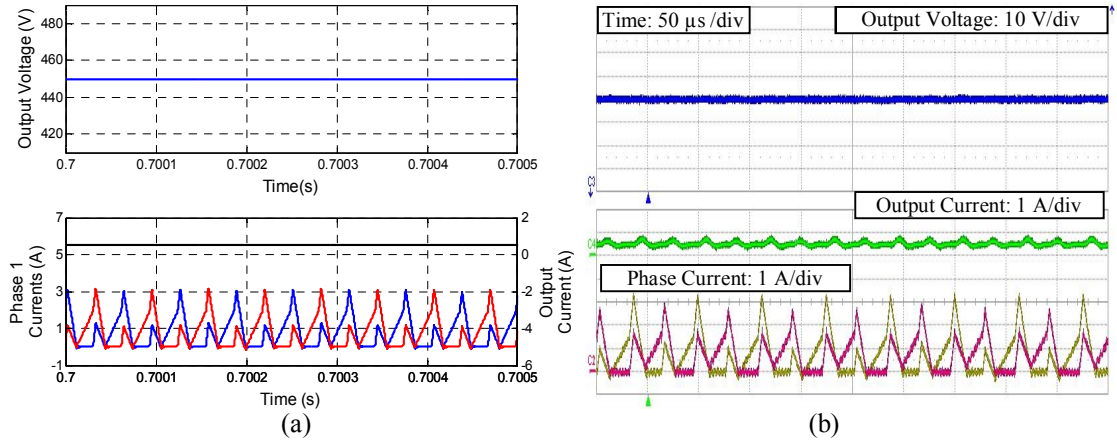 Output Voltage (V)
480
460
440
420
0.7 0.7001 0.7002 0.7003 0.7004 0.7005
Time(s)
Phase 1
Currents (A)
7
5
3
1
-1
2
0
-2
-4
-6
Output
Current (A)
0.7 0.7001 0.7002 0.7003 0.7004 0.7005
Time (s)
(a)
Time: 50 µs /div
Output Voltage: 10 V/div
C3
Output Current: 1 A/div
C4
Phase Current: 1 A/div
C2
(b)